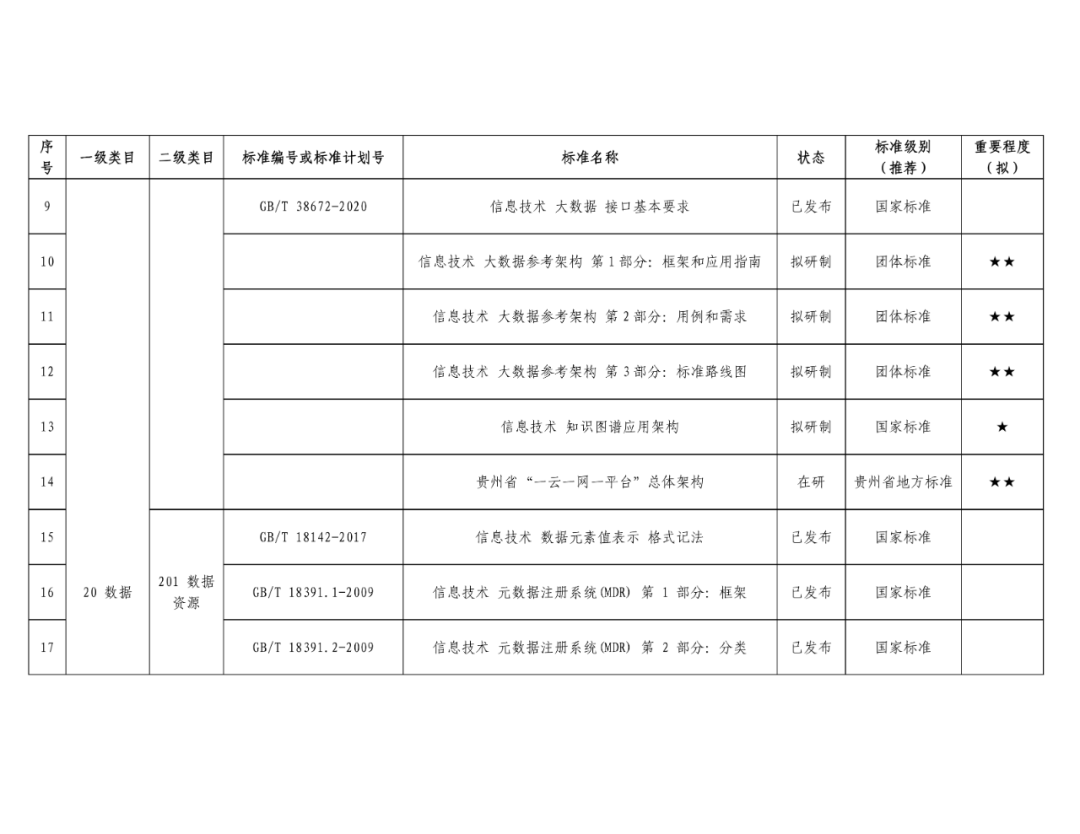 序号 一级类目 二级类目 标准编号或标准计划号 标准名称 状态 标准级别（推荐） 重要程度（拟）
9 GB/T 38672-2020 信息技术 大数据 接口基本要求 已发布 国家标准
10 信息技术 大数据参考架构 第1部分：框架和应用指南 拟研制 团体标准 ★★
11 信息技术 大数据参考架构 第2部分：用例和需求 拟研制 团体标准 ★★
12 信息技术 大数据参考架构 第3部分：标准路线图 拟研制 团体标准 ★★
13 信息技术 知识图谱应用架构 拟研制 国家标准 ★
14 贵州省“一云一网一平台”总体架构 在研 贵州省地方标准 ★★
15 GB/T 18142-2017 信息技术 数据元素值表示 格式记法 已发布 国家标准
16 20 数据 201 数据资源 GB/T 18391.1-2009 信息技术 元数据注册系统(MDR) 第 1 部分：框架 已发布 国家标准
17 GB/T 18391.2-2009 信息技术 元数据注册系统(MDR) 第 2 部分：分类 已发布 国家标准